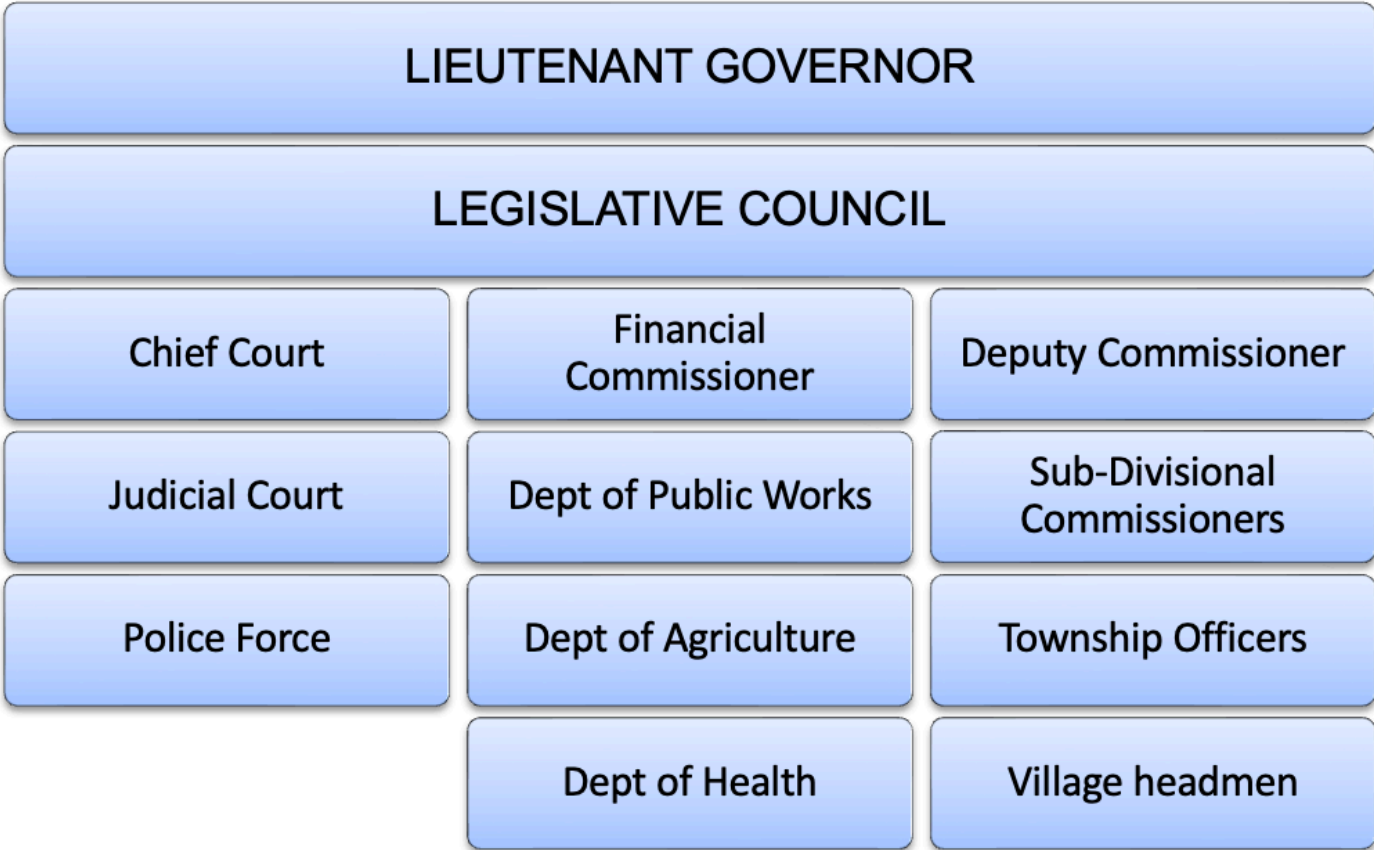 LIEUTENANT GOVERNOR
LEGISLATIVE COUNCIL
Chief Court
Financial
Commissioner
Deputy Commissioner
Judicial Court
Dept of Public Works
Sub-Divisional
Commissioners
Police Force
Dept of Agriculture
Township Officers
Dept of Health
Village headmen